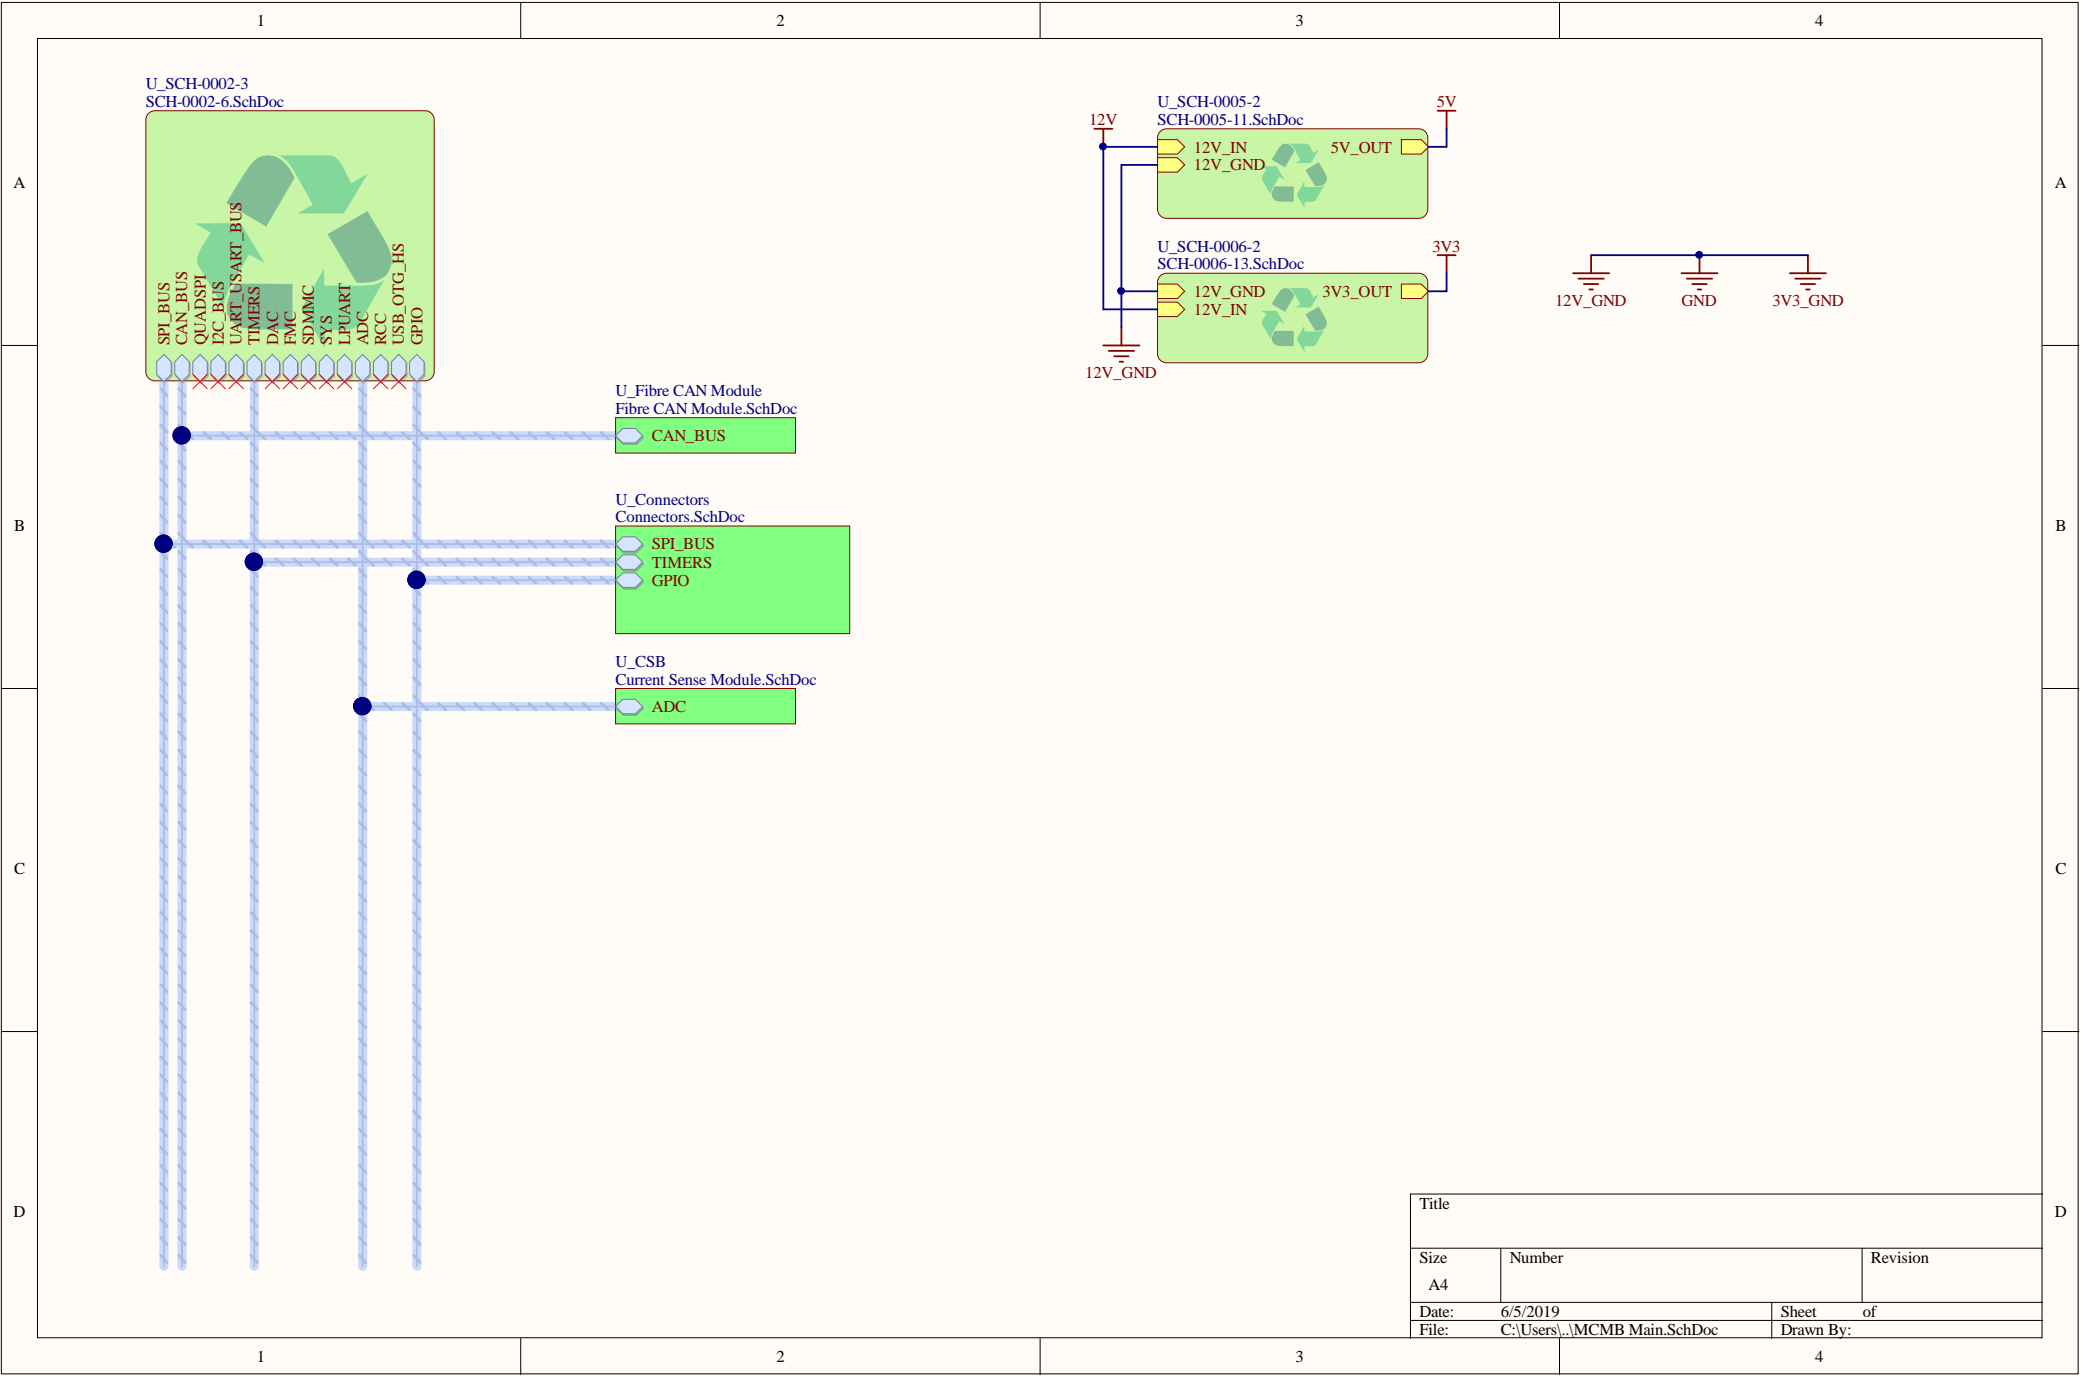 1
2
3
4
A
A
U_SCH-0002-3
SCH-0002-6.SchDoc
SPI_BUS
CAN_BUS
QUADSPI
I2C_BUS
UART_USART_BUS
TIMERS
DAC
FMC
SDMMC
SYS
LPUART
ADC
RCC
USB_OTG_HS
GPIO
12V
U_SCH-0005-2
SCH-0005-11.SchDoc
5V
12V_IN
5V_OUT
12V_GND
U_SCH-0006-2
SCH-0006-13.SchDoc
3V3
12V_GND
3V3_OUT
12V_IN
12V_GND
12V_GND
GND
3V3_GND
B
B
U_Fibre CAN Module
Fibre CAN Module.SchDoc
CAN_BUS
U_Connectors
Connectors.SchDoc
SPI_BUS
TIMERS
GPIO
U_CSB
Current Sense Module.SchDoc
ADC
C
C
D
D
Title
Size
Number
Revision
A4
Date: 6/5/2019
Sheet of
File: C:\Users\..\MCMB Main.SchDoc
Drawn By:
1
2
3
4